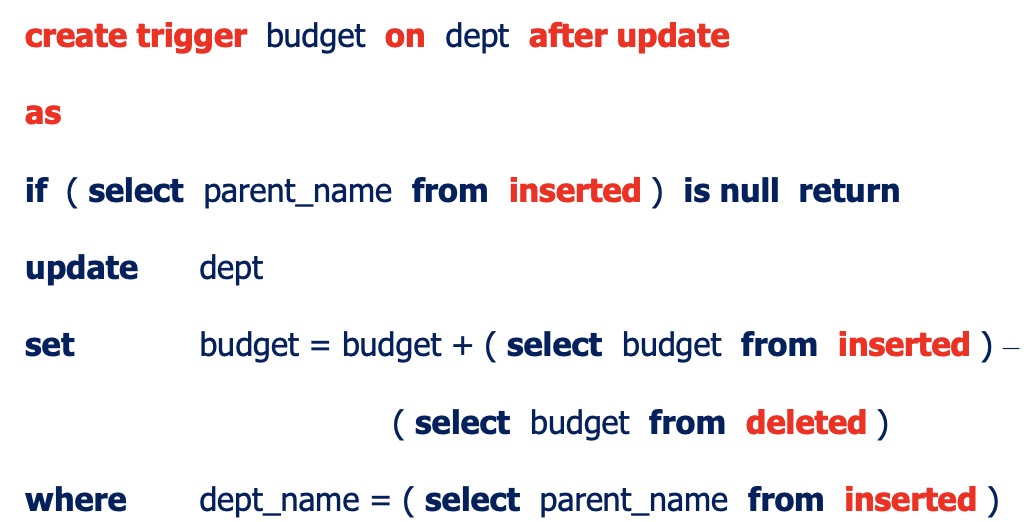 create trigger budget on dept after update
as
if ( select parent_name from inserted ) is null return
update dept
set budget = budget + ( select budget from inserted ) –
( select budget from deleted )
where dept_name = ( select parent_name from inserted )